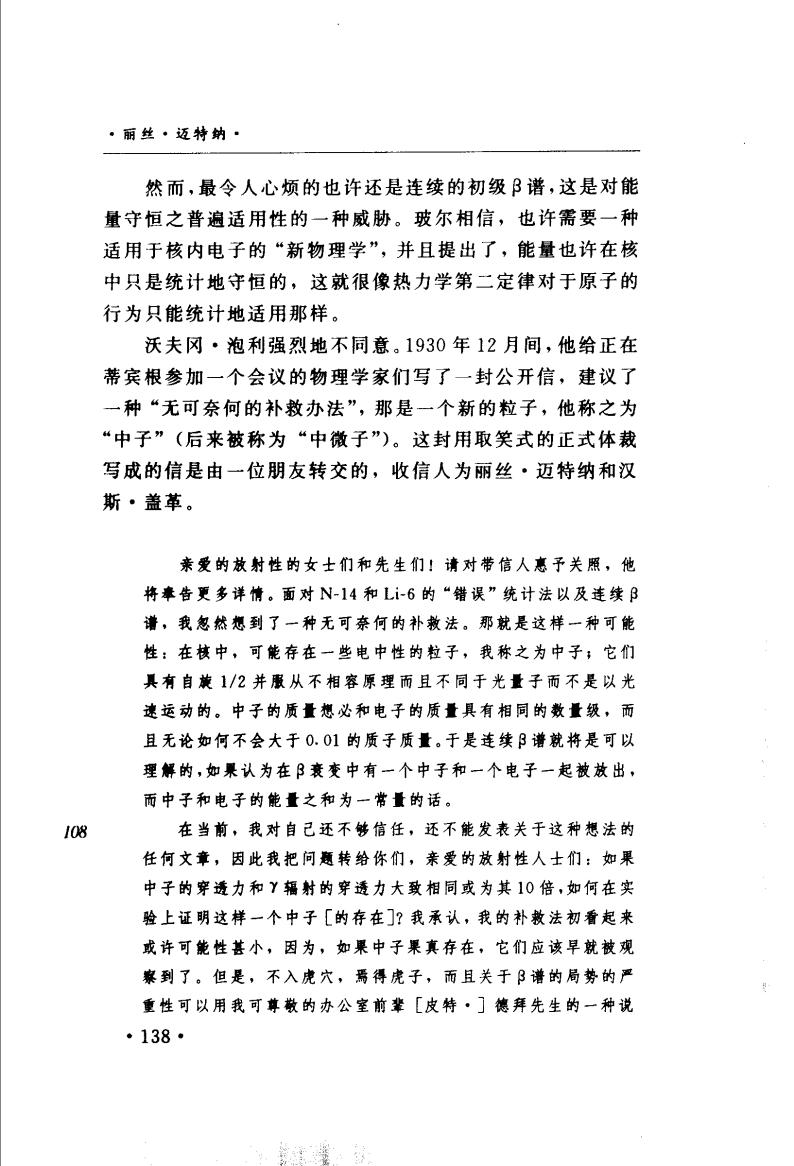 ·丽丝·迈特纳·
然而，最令人心烦的也许还是连续的初级β谱，这是对能
量守恒之普遍适用性的一种威胁。玻尔相信，也许需要一种
适用于核内电子的“新物理学”，并且提出了，能量也许在核
中只是统计地守恒的，这就很像热力学第二定律对于原子的
行为只能统计地适用那样。
沃夫冈·泡利强烈地不同意。1930 年 12 月间，他给正在
蒂宾根参加一个会议的物理学家们写了一封公开信，建议了
一种“无可奈何的补救办法”，那是一个新的粒子，他称之为
“中子”（后来被称为“中微子”）。这封用取笑式的正式体裁
写成的信是由一位朋友转交的，收信人为丽丝·迈特纳和汉
斯·盖革。
亲爱的放射性的女士们和先生们！请对带信人惠予关照，他
将奉告更多详情。面对 N-14 和 Li-6 的“错误”统计法以及连续β
谱，我忽然想到了一种无可奈何的补救法。那就是这样一种可能
性：在核中，可能存在一些电中性的粒子，我称之为中子；它们
具有自旋 1/2 并服从不相容原理而且不同于光量子而不是以光
速运动的。中子的质量想必和电子的质量具有相同的数量级，而
且无论如何不会大于 0.01 的质子质量。于是连续β谱就将是可以
理解的，如果认为在β衰变中有一个中子和一个电子一起被放出，
而中子和电子的能量之和为一常量的话。
108
在当前，我对自己还不够信任，还不能发表关于这种想法的
任何文章，因此我把问题转给你们，亲爱的放射性人士们：如果
中子的穿透力和γ辐射的穿透力大致相同或为其 10 倍，如何在实
验上证明这样一个中子［的存在］？我承认，我的补救法初看起来
或许可能性甚小，因为，如果中子果真存在，它们应该早就被观
察到了。但是，不入虎穴，焉得虎子，而且关于β谱的局势的严
重性可以用我可尊敬的办公室前辈［皮特·］德拜先生的一种说
·138·